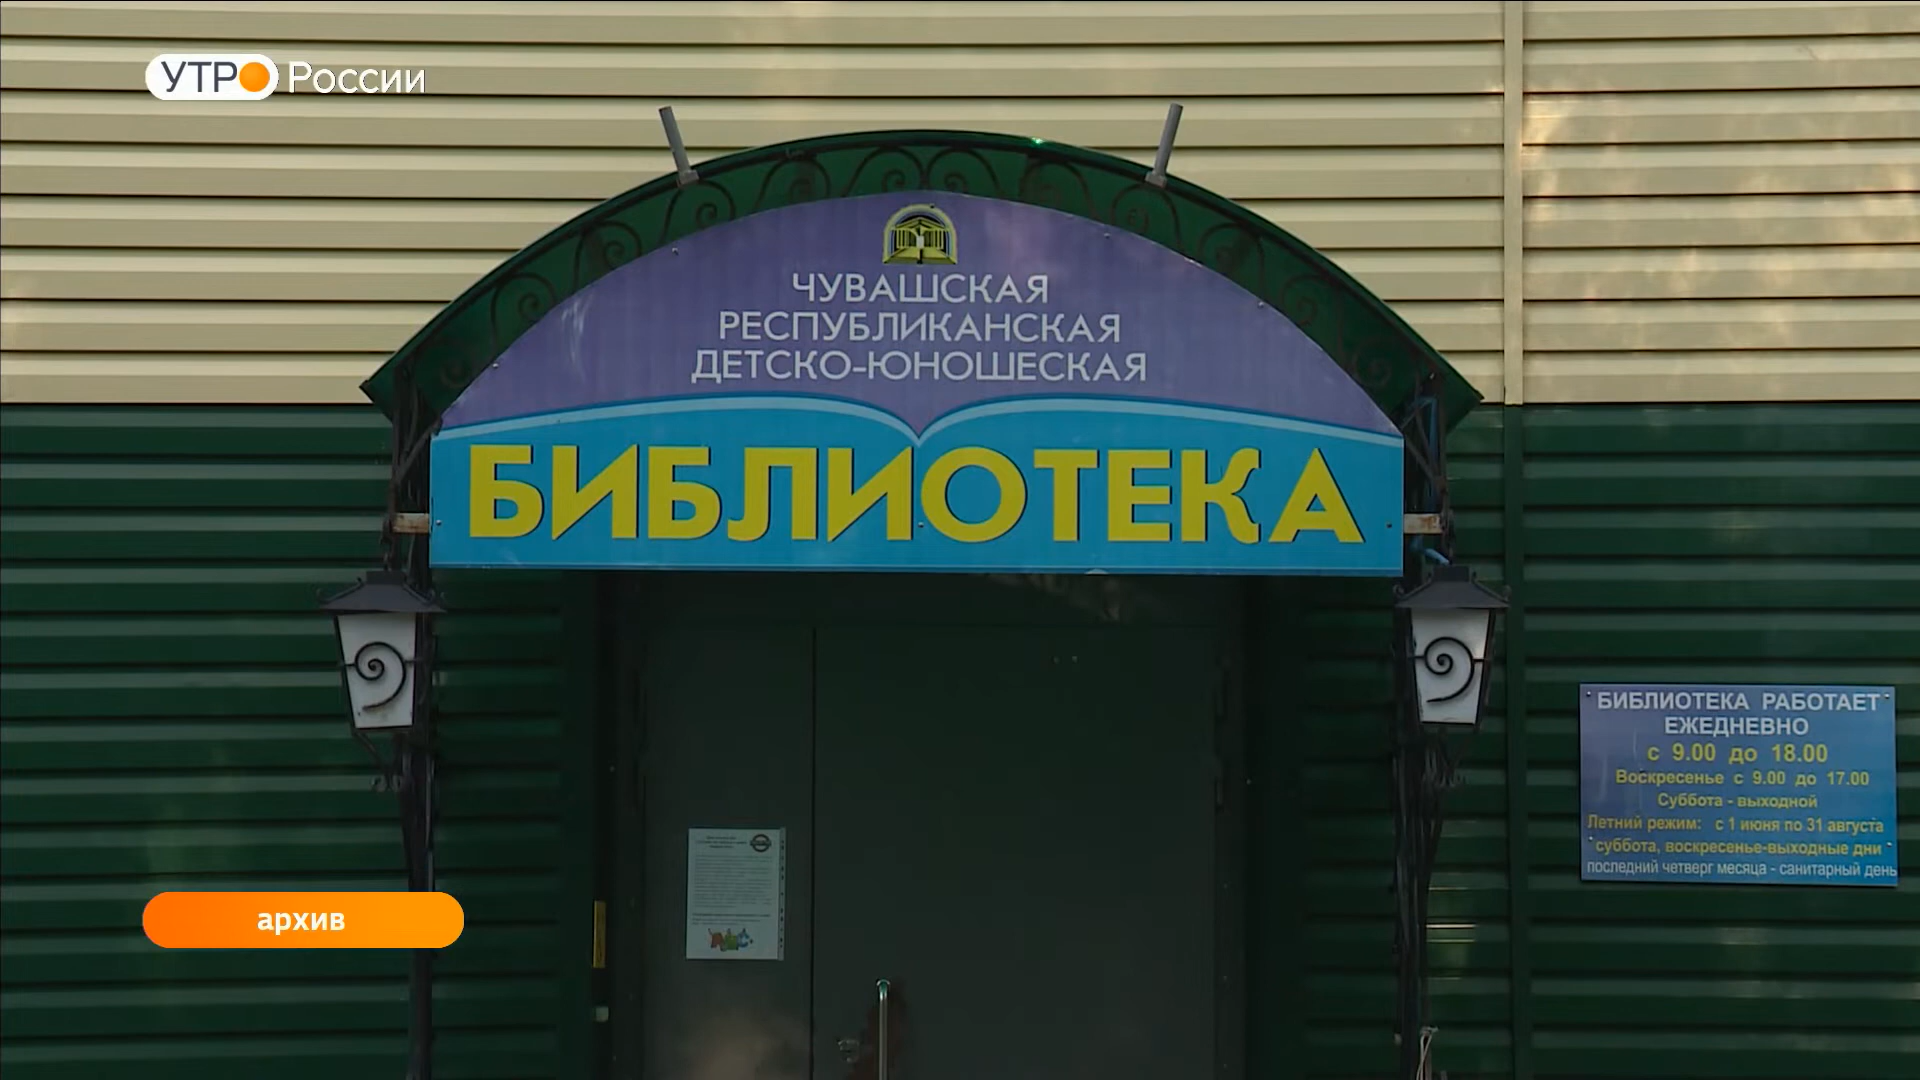 УТРО России
ЧУВАШСКАЯ
РЕСПУБЛИКАНСКАЯ
ДЕТСКО-ЮНОШЕСКАЯ
БИБЛИОТЕКА
БИБЛИОТЕКА РАБОТАЕТ
ЕЖЕДНЕВНО
с 9.00 до 18.00
Воскресенье с 9.00 до 17.00
Суббота - выходной
Летний режим: с 1 июня по 31 августа
суббота, воскресенье-выходные дни
последний четверг месяца - санитарный день
архив